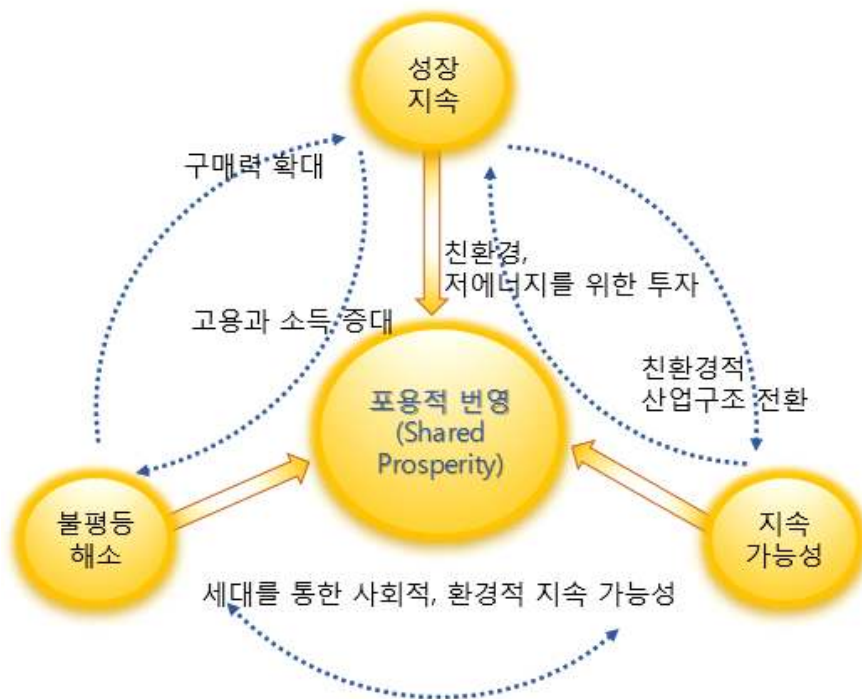 성장
지속
구매력 확대
친환경,
저에너지를 위한 투자
고용과 소득 증대
친환경적
산업구조 전환
포용적 번영
(Shared
Prosperity)
불평등
해소
지속
가능성
세대를 통한 사회적, 환경적 지속 가능성